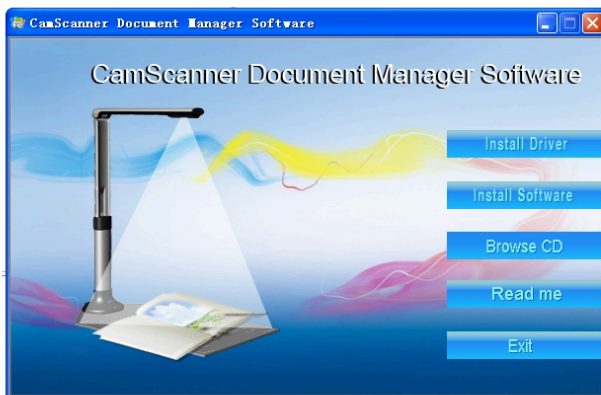 CamScanner Document Manager Software
CamScanner Document Manager Software
Install Driver
Install Software
Browse CD
Read me
Exit